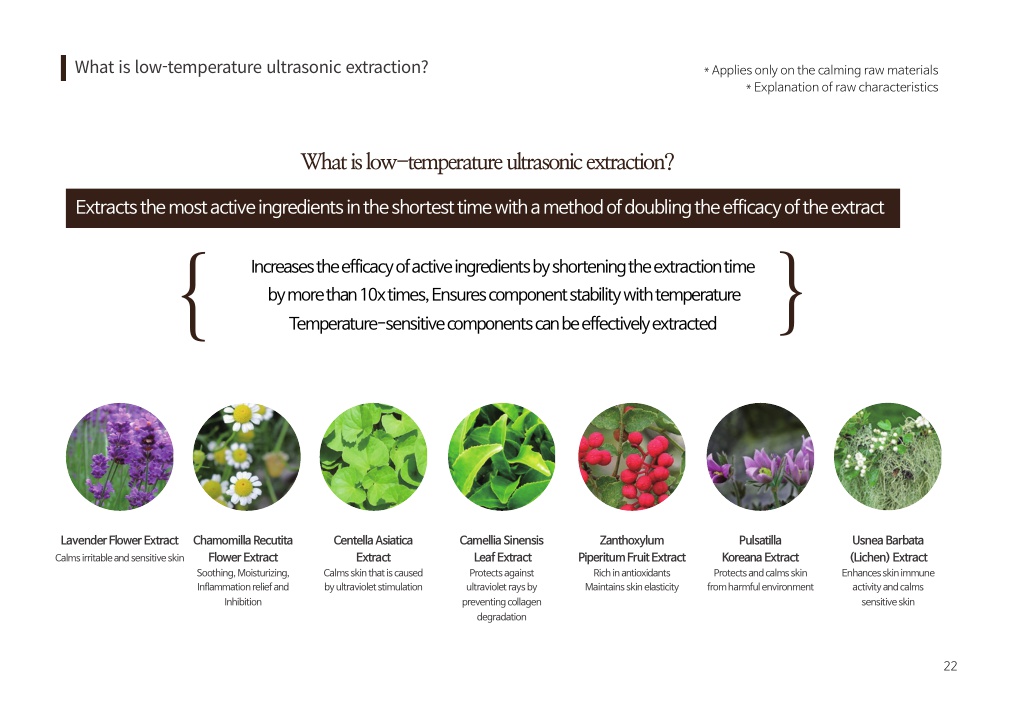 What is low-temperature ultrasonic extraction?
* Applies only on the calming raw materials
* Explanation of raw characteristics
What is low-temperature ultrasonic extraction?
Extracts the most active ingredients in the shortest time with a method of doubling the efficacy of the extract
{ Increases the efficacy of active ingredients by shortening the extraction time
by more than 10x times, Ensures component stability with temperature
Temperature-sensitive components can be effectively extracted }
Lavender Flower Extract
Calms irritable and sensitive skin
Chamomilla Recutita
Flower Extract
Soothing, Moisturizing,
Inflammation relief and
Inhibition
Centella Asiatica
Extract
Calms skin that is caused
by ultraviolet stimulation
Camellia Sinensis
Leaf Extract
Protects against
ultraviolet rays by
preventing collagen
degradation
Zanthoxylum
Piperitum Fruit Extract
Rich in antioxidants
Maintains skin elasticity
Pulsatilla
Koreana Extract
Protects and calms skin
from harmful environment
Usnea Barbata
(Lichen) Extract
Enhances skin immune
activity and calms
sensitive skin
22